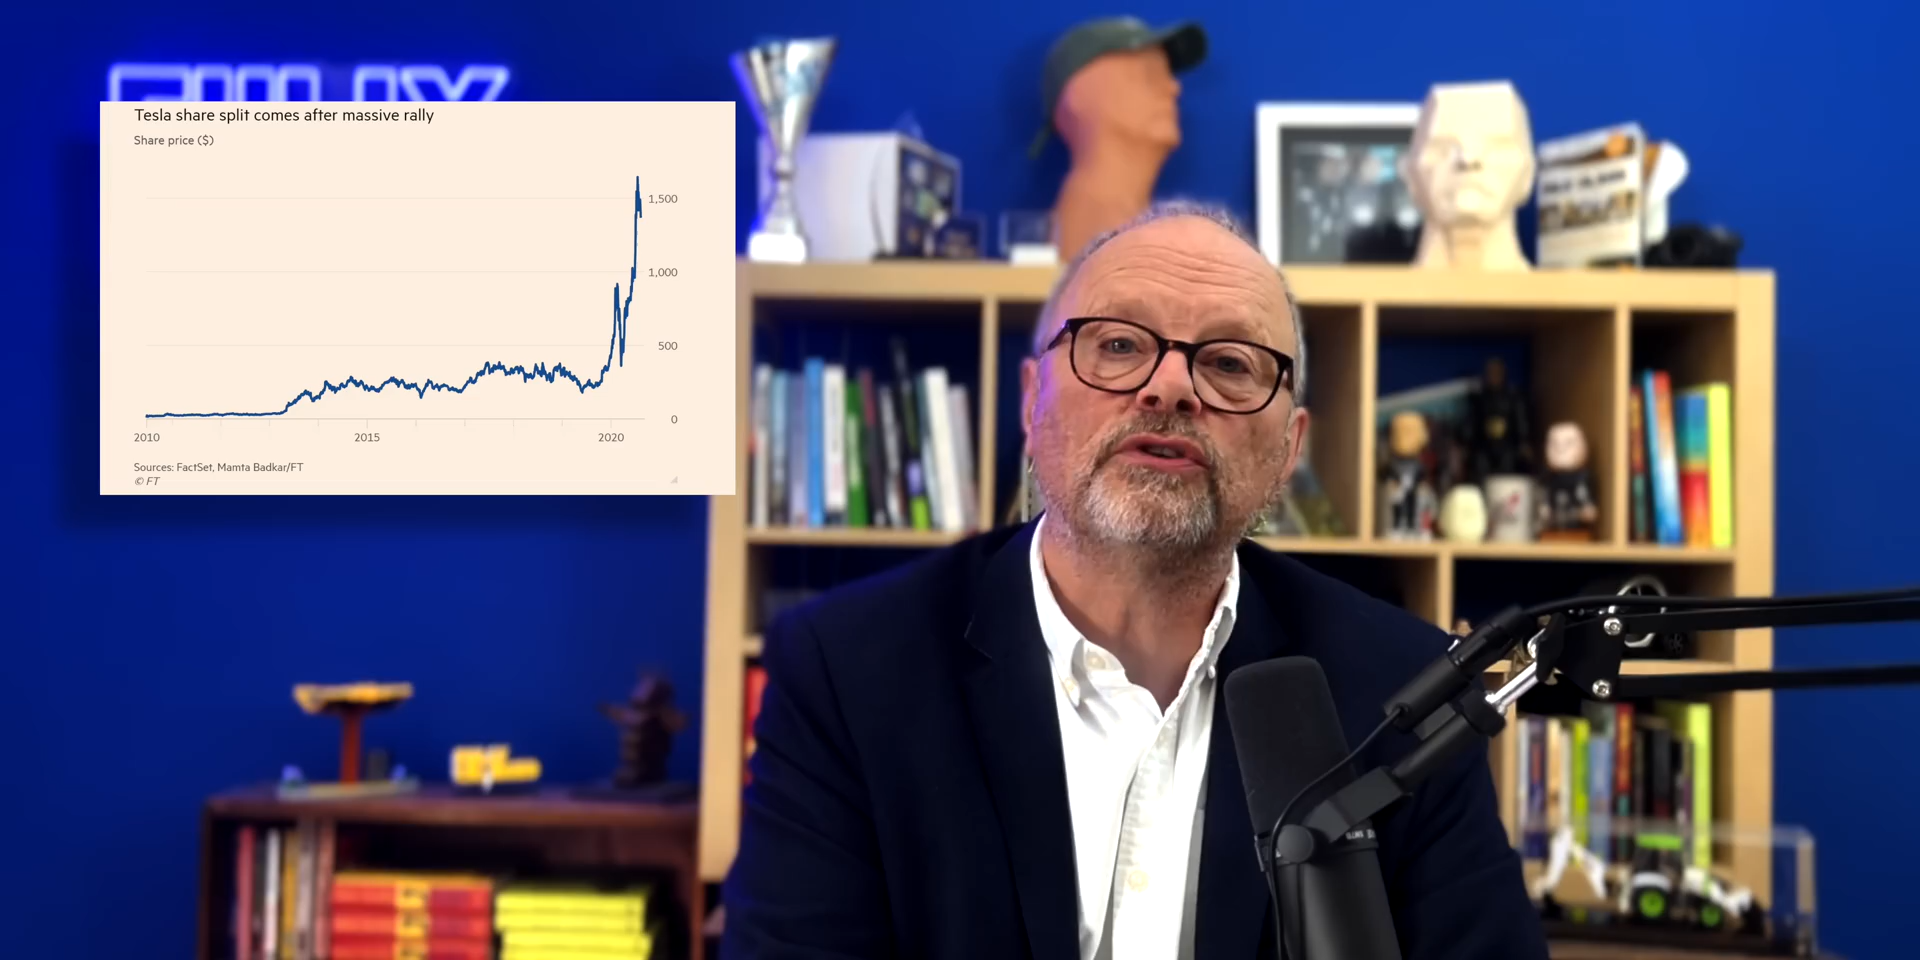 Tesla share split comes after massive rally
Share price ($)
1,500
1,000
500
0
2010 2015 2020
Sources: FactSet, Mamta Badkar/FT
© FT